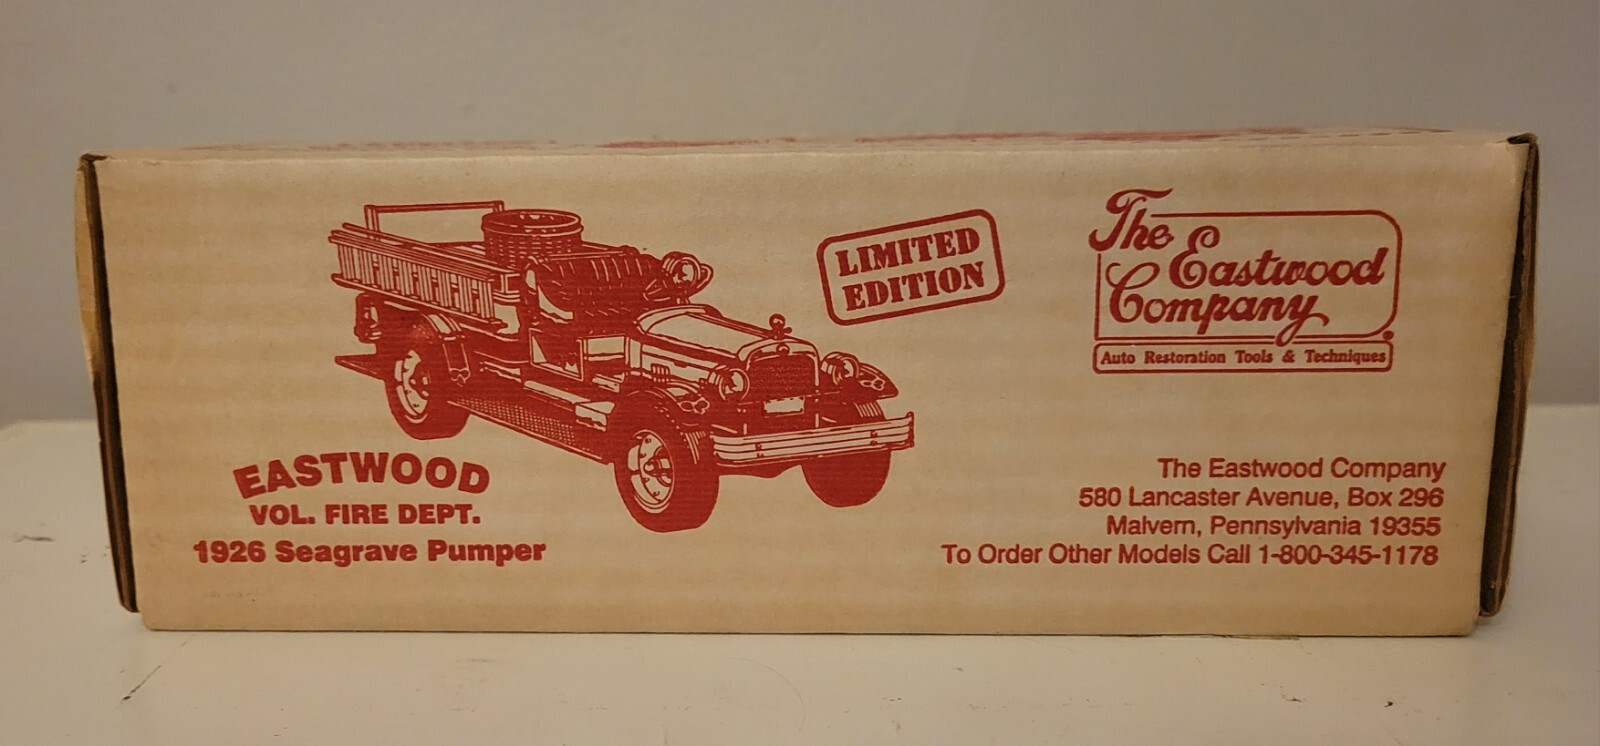 LIMITED
EDITION
The
Eastwood
Company
®
Auto Restoration Tools & Techniques
EASTWOOD
VOL. FIRE DEPT.
1926 Seagrave Pumper
The Eastwood Company
580 Lancaster Avenue, Box 296
Malvern, Pennsylvania 19355
To Order Other Models Call 1-800-345-1178